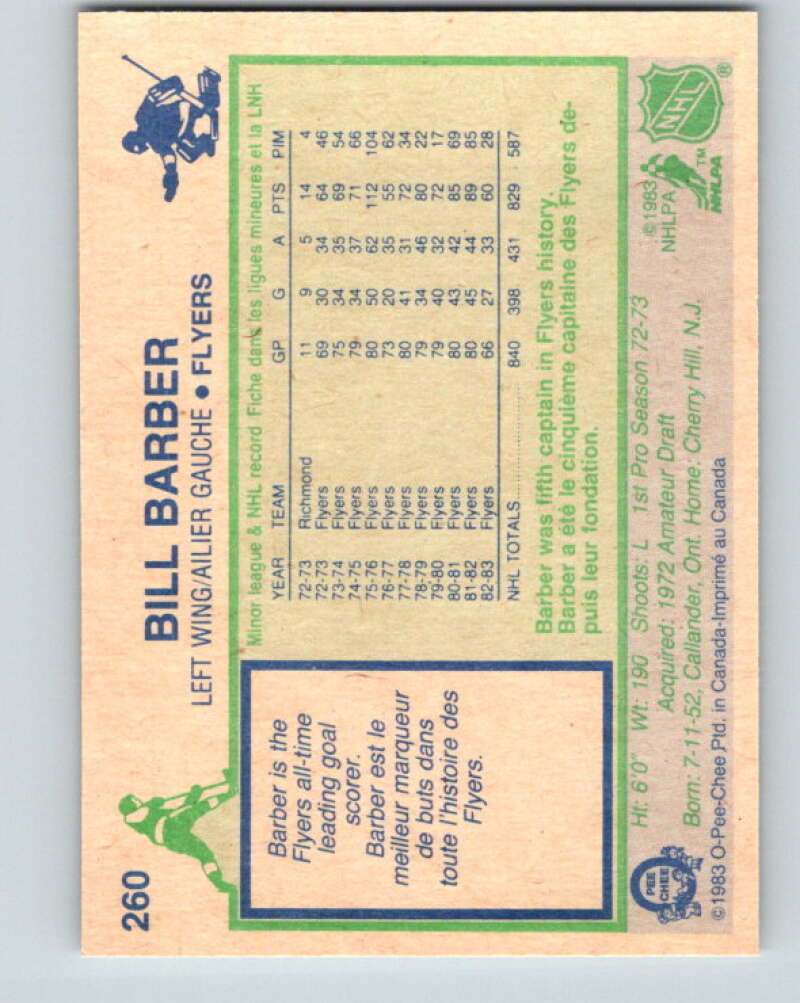 260
BILL BARBER
LEFT WING/AILIER GAUCHE • FLYERS
Barber is the
Flyers all-time
leading goal
scorer.
Barber est le
meilleur marqueur
de buts dans
toute l'histoire des
Flyers.
Minor league & NHL record Fiche dans les ligues mineures et la LNH
YEAR TEAM GP G A PTS PIM
72-73 Richmond 11 9 5 14 4
72-73 Flyers 69 30 34 64 46
73-74 Flyers 75 34 35 69 54
74-75 Flyers 79 34 37 71 66
75-76 Flyers 80 50 62 112 104
76-77 Flyers 73 20 35 55 62
77-78 Flyers 80 41 31 72 34
78-79 Flyers 79 34 46 80 22
79-80 Flyers 79 40 32 72 17
80-81 Flyers 80 43 42 85 69
81-82 Flyers 80 45 44 89 85
82-83 Flyers 66 27 33 60 28
NHL TOTALS 840 398 431 829 587
Barber was fifth captain in Flyers history.
Barber a été le cinquième capitaine des Flyers de-
puis leur fondation.
Ht: 6'0" Wt: 190 Shoots: L 1st Pro Season 72-73
Acquired: 1972 Amateur Draft
Born: 7-11-52, Callander, Ont. Home: Cherry Hill, N.J.
©1983
NHLPA
NHLPA™
NHL®
PEE
CHEE
©1983 O-Pee-Chee Ptd. in Canada-Imprimé au Canada